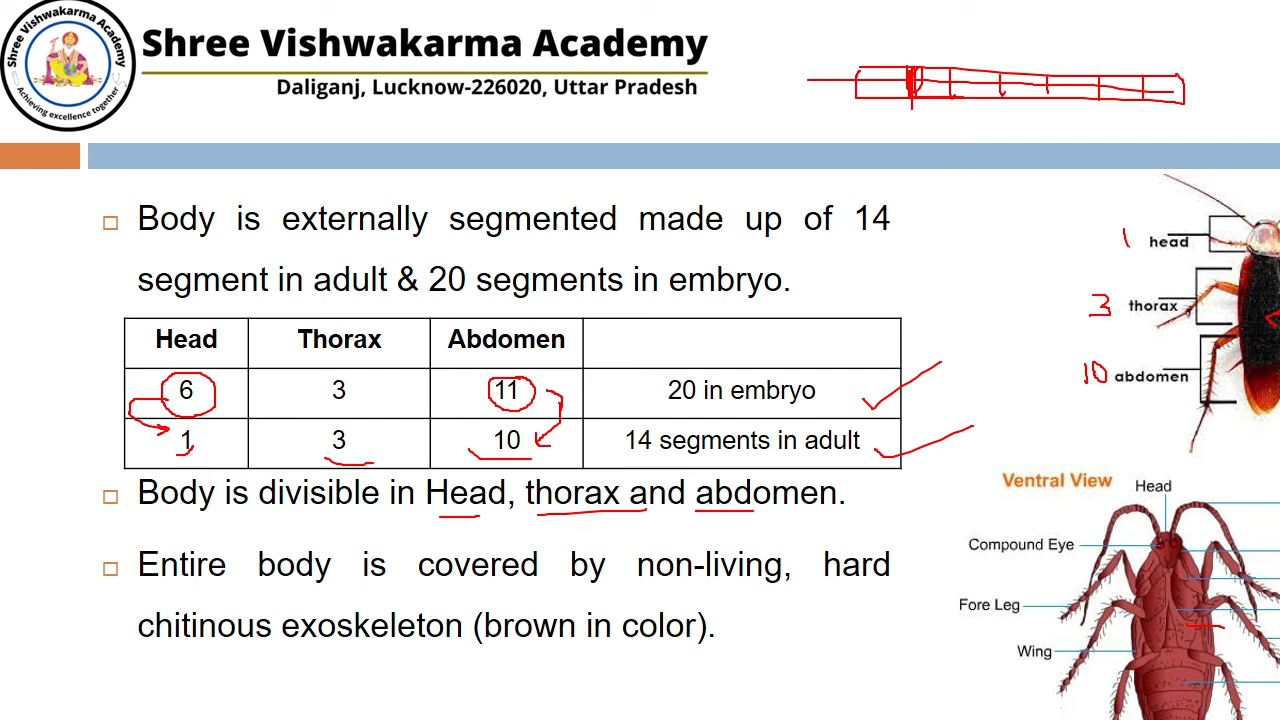 Shree Vishwakarma Academy
Achieving excellence together
Shree Vishwakarma Academy
Daliganj, Lucknow-226020, Uttar Pradesh
□ Body is externally segmented made up of 14
segment in adult & 20 segments in embryo.
Head Thorax Abdomen
6 3 11 20 in embryo
1 3 10 14 segments in adult
□ Body is divisible in Head, thorax and abdomen.
□ Entire body is covered by non-living, hard
chitinous exoskeleton (brown in color).
1 head
3 thorax
10 abdomen
Ventral View
Head
Compound Eye
Fore Leg
Wing